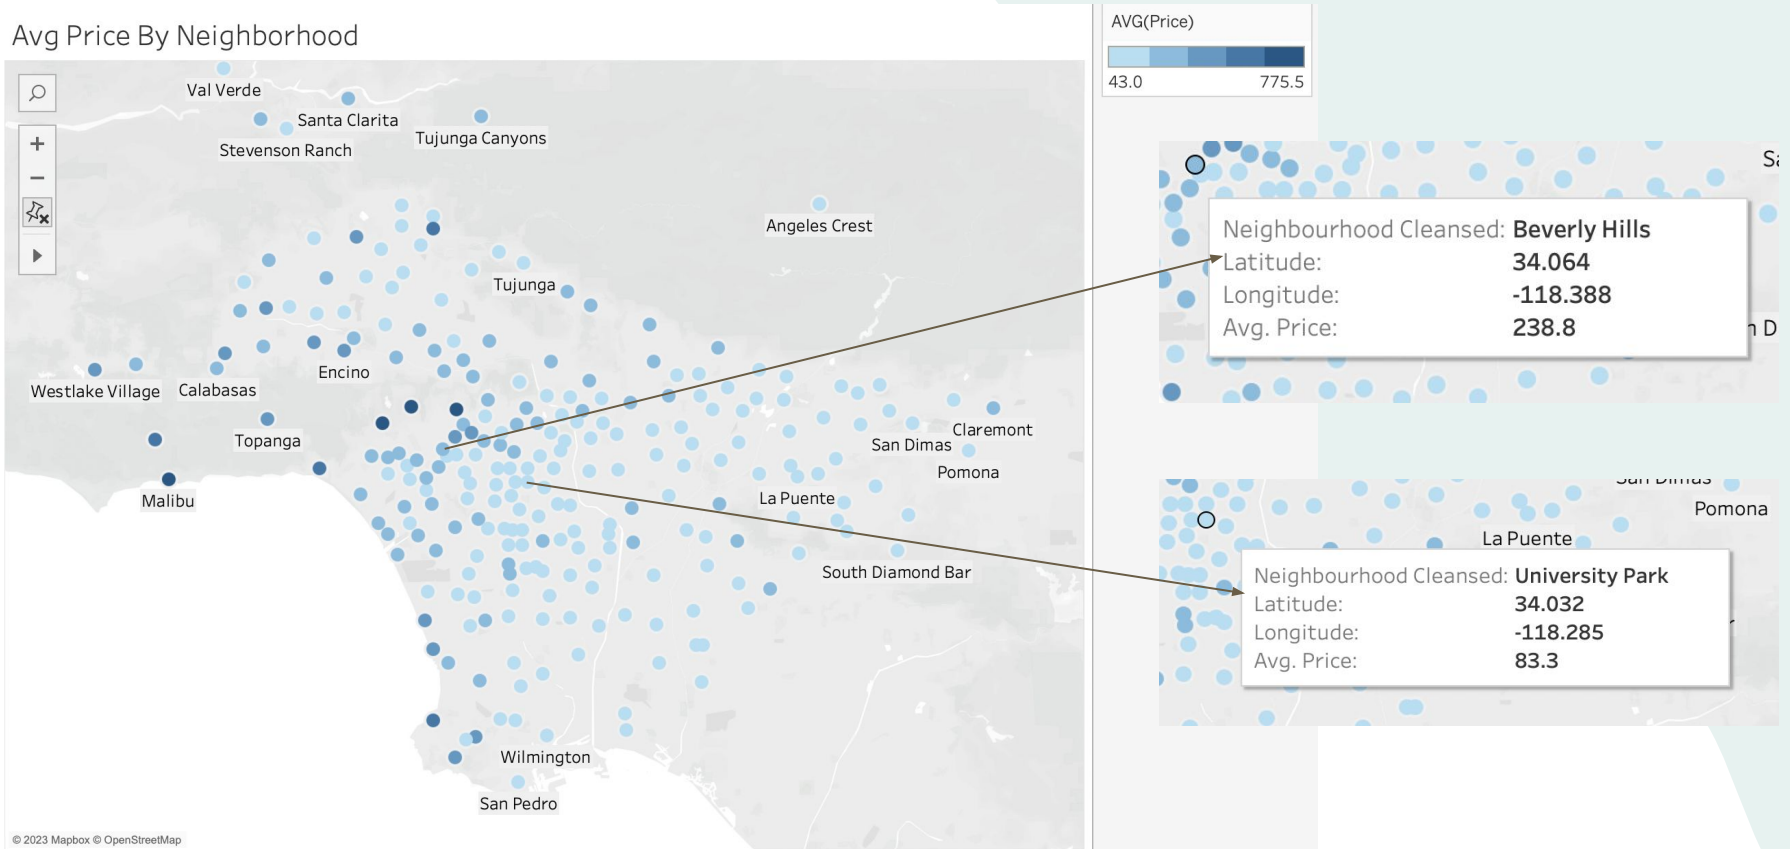 Avg Price By Neighborhood
AVG(Price)
43.0 775.5
Val Verde
Santa Clarita
Stevenson Ranch
Tujunga Canyons
Angeles Crest
Tujunga
Encino
Westlake Village
Calabasas
Topanga
Malibu
Claremont
San Dimas
Pomona
La Puente
South Diamond Bar
Wilmington
San Pedro
© 2023 Mapbox © OpenStreetMap
Neighbourhood Cleansed: Beverly Hills
Latitude: 34.064
Longitude: -118.388
Avg. Price: 238.8
San Dimas
Pomona
La Puente
Neighbourhood Cleansed: University Park
Latitude: 34.032
Longitude: -118.285
Avg. Price: 83.3